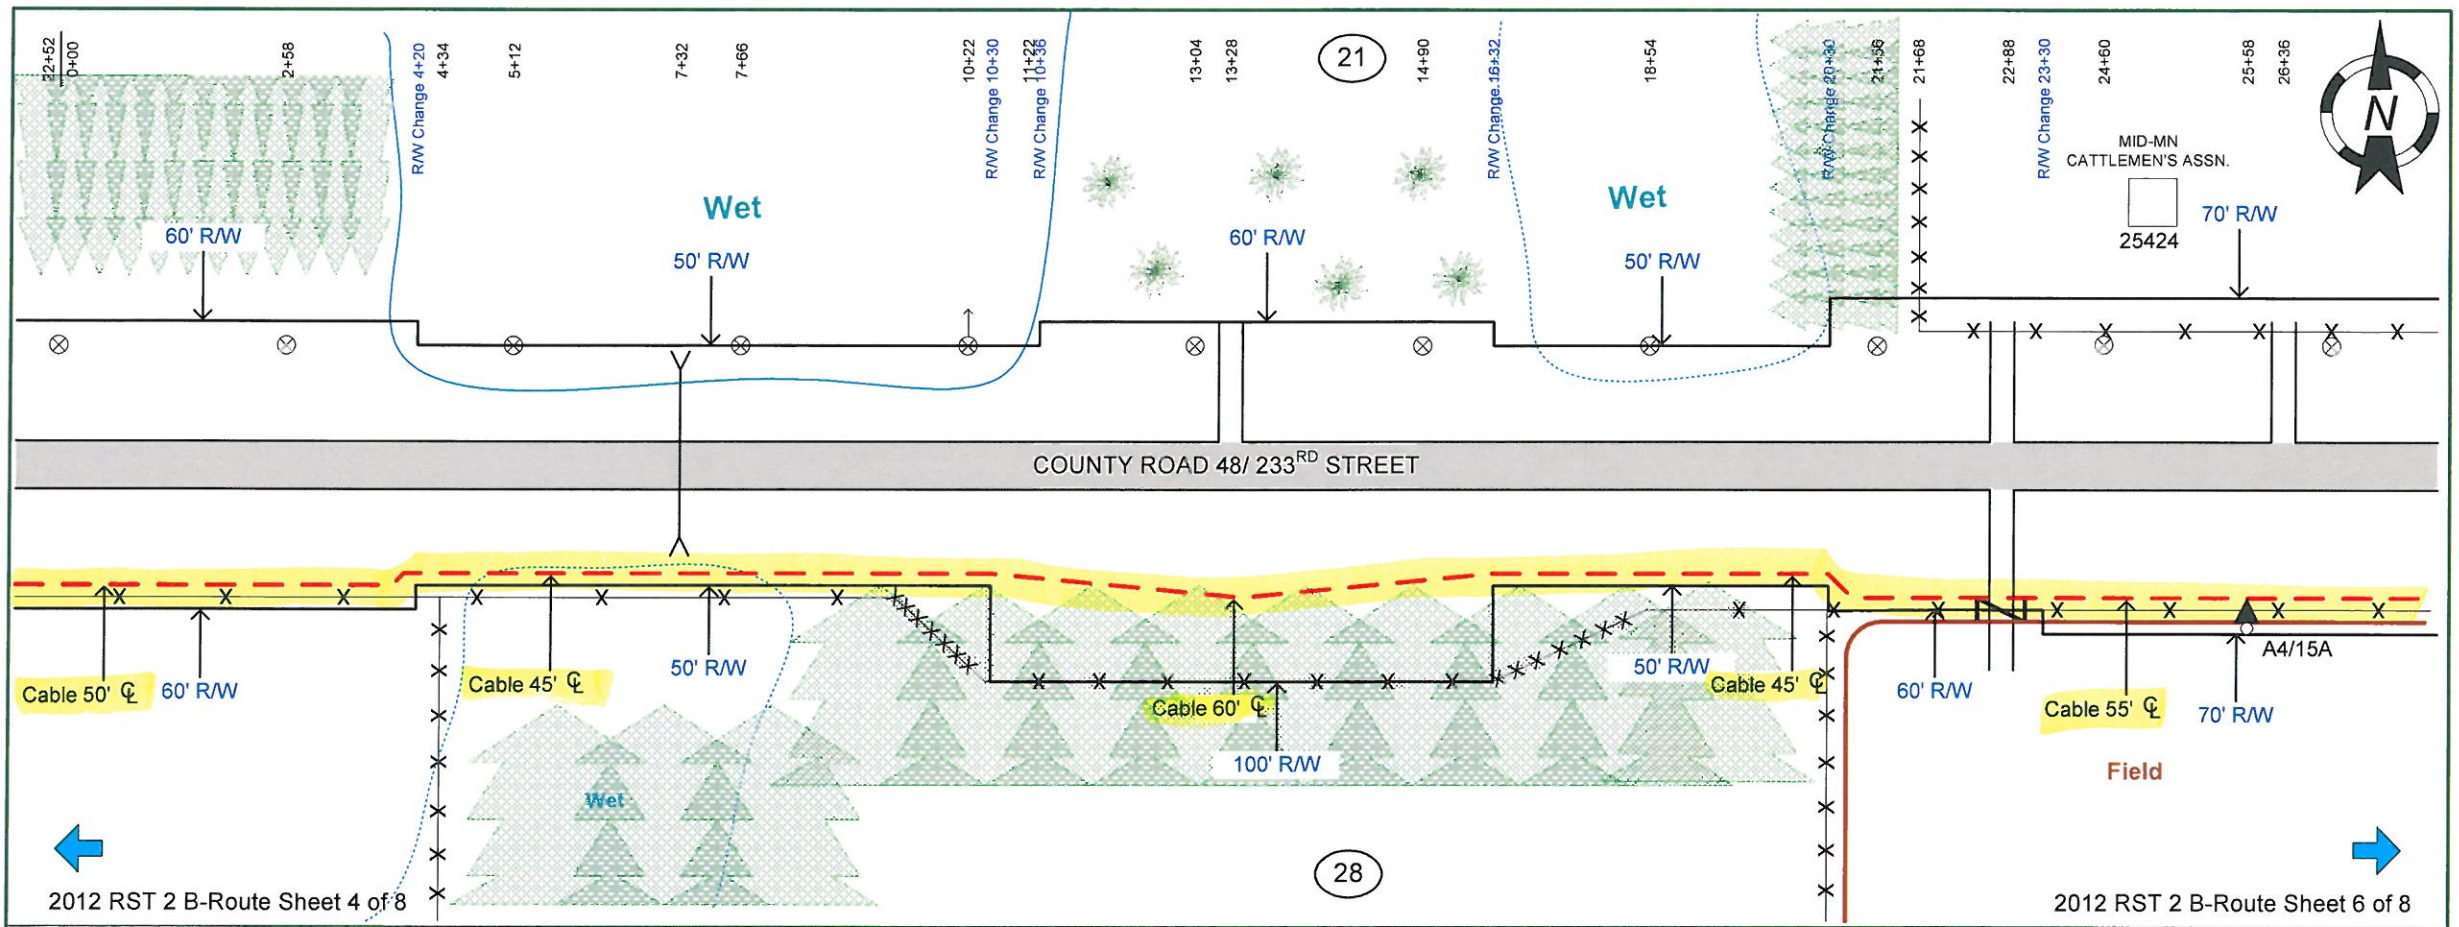 22+52
0+00
2+58
R/W Change 4+20
4+34
5+12
7+32
7+66
10+22
R/W Change 10+30
11+22
R/W Change 10+36
13+04
13+28
21
14+90
R/W Change 16+32
18+54
R/W Change 20+30
21+56
21+68
22+88
R/W Change 23+30
24+60
25+58
26+36
N
MID-MN
CATTLEMEN'S ASSN.
25424
Wet
Wet
60' R/W
50' R/W
60' R/W
50' R/W
70' R/W
COUNTY ROAD 48/ 233RD STREET
Cable 50' ℄
60' R/W
Cable 45' ℄
50' R/W
Cable 60' ℄
100' R/W
50' R/W
Cable 45' ℄
60' R/W
Cable 55' ℄
A4/15A
70' R/W
Wet
Field
28
2012 RST 2 B-Route Sheet 4 of 8
2012 RST 2 B-Route Sheet 6 of 8